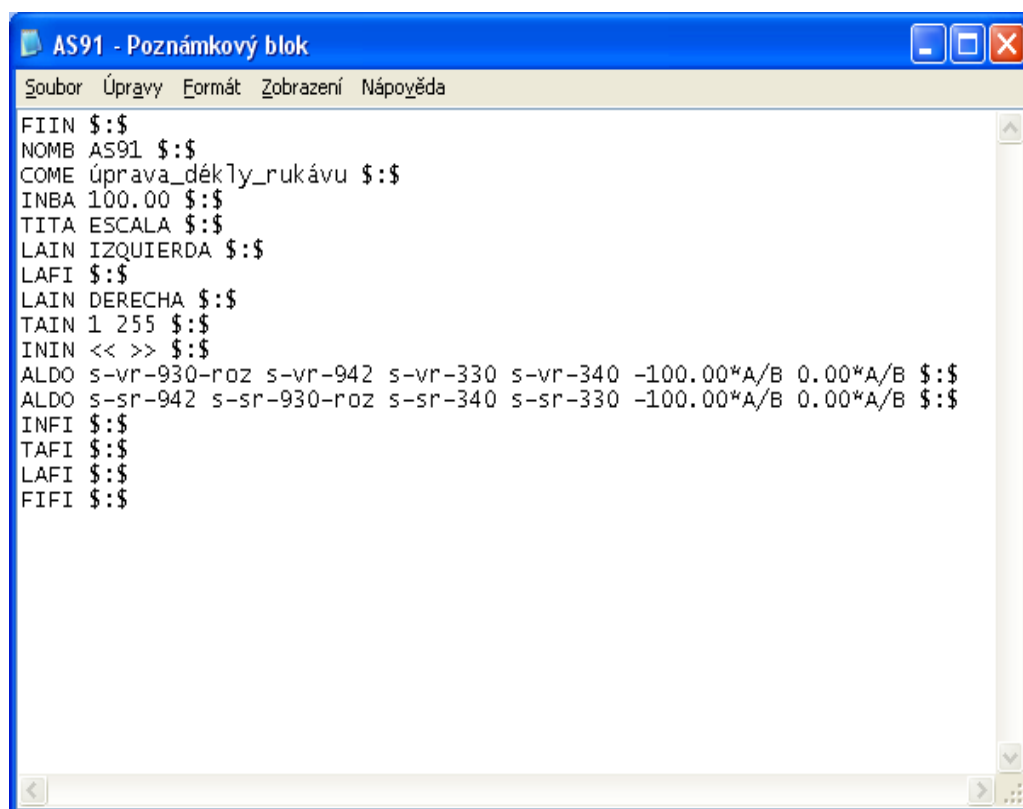 AS91 - Poznámkový blok
Soubor Úpravy Formát Zobrazení Nápověda
FIIN $:$
NOMB AS91 $:$
COME úprava_dékly_rukávu $:$
INBA 100.00 $:$
TITA ESCALA $:$
LAIN IZQUIERDA $:$
LAFI $:$
LAIN DERECHA $:$
TAIN 1 255 $:$
ININ << >> $:$
ALDO s-vr-930-roz s-vr-942 s-vr-330 s-vr-340 -100.00*A/B 0.00*A/B $:$
ALDO s-sr-942 s-sr-930-roz s-sr-340 s-sr-330 -100.00*A/B 0.00*A/B $:$
INFI $:$
TAFI $:$
LAFI $:$
FIFI $:$